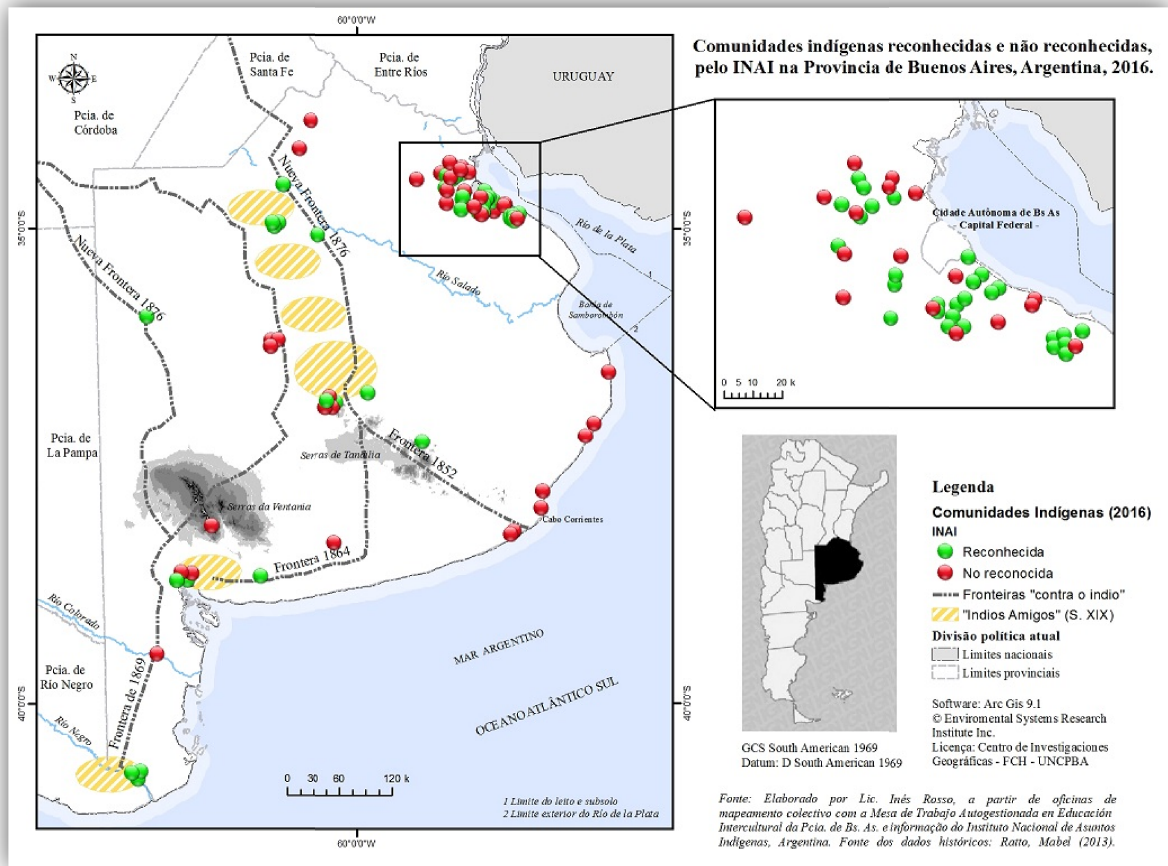 60°0'0"W
Comunidades indígenas reconhecidas e não reconhecidas,
pelo INAI na Provincia de Buenos Aires, Argentina, 2016.
N
W
E
S
Pcia. de
Santa Fe
Pcia. de
Entre Ríos
URUGUAY
Pcia. de
Córdoba
Nueva Frontera 1876
Nueva Frontera 1876
35°0'0"S
35°0'0"S
Río de la Plata
Río Salado
Bahía de
Samborombón
1
2
Cidade Autônoma de Bs As
Capital Federal -
0 5 10 20 k
Pcia. de
La Pampa
Serras de Tandilia
Frontera 1852
Serras da Ventania
Cabo Corrientes
Frontera 1864
Río Colorado
Pcia. de
Río Negro
Frontera de 1869
Río Negro
MAR ARGENTINO
OCEANO ATLÂNTICO SUL
40°0'0"S
40°0'0"S
0 30 60 120 k
1 Limite do leito e subsolo
2 Limite exterior do Río de la Plata
60°0'0"W
Legenda
Comunidades Indígenas (2016)
INAI
Reconhecida
No reconocida
Fronteiras "contra o indio"
"Indios Amigos" (S. XIX)
Divisão política atual
Limites nacionais
Limites provinciais
Software: Arc Gis 9.1
© Enviromental Systems Research
Institute Inc.
Licença: Centro de Investigaciones
Geográficas - FCH - UNCPBA
GCS South American 1969
Datum: D South American 1969
Fonte: Elaborado por Lic. Inés Rosso, a partir de oficinas de
mapeamento colectivo com a Mesa de Trabajo Autogestionada en Educación
Intercultural da Pcia. de Bs. As. e informação do Instituto Nacional de Asuntos
Indígenas, Argentina. Fonte dos dados históricos: Ratto, Mabel (2013).